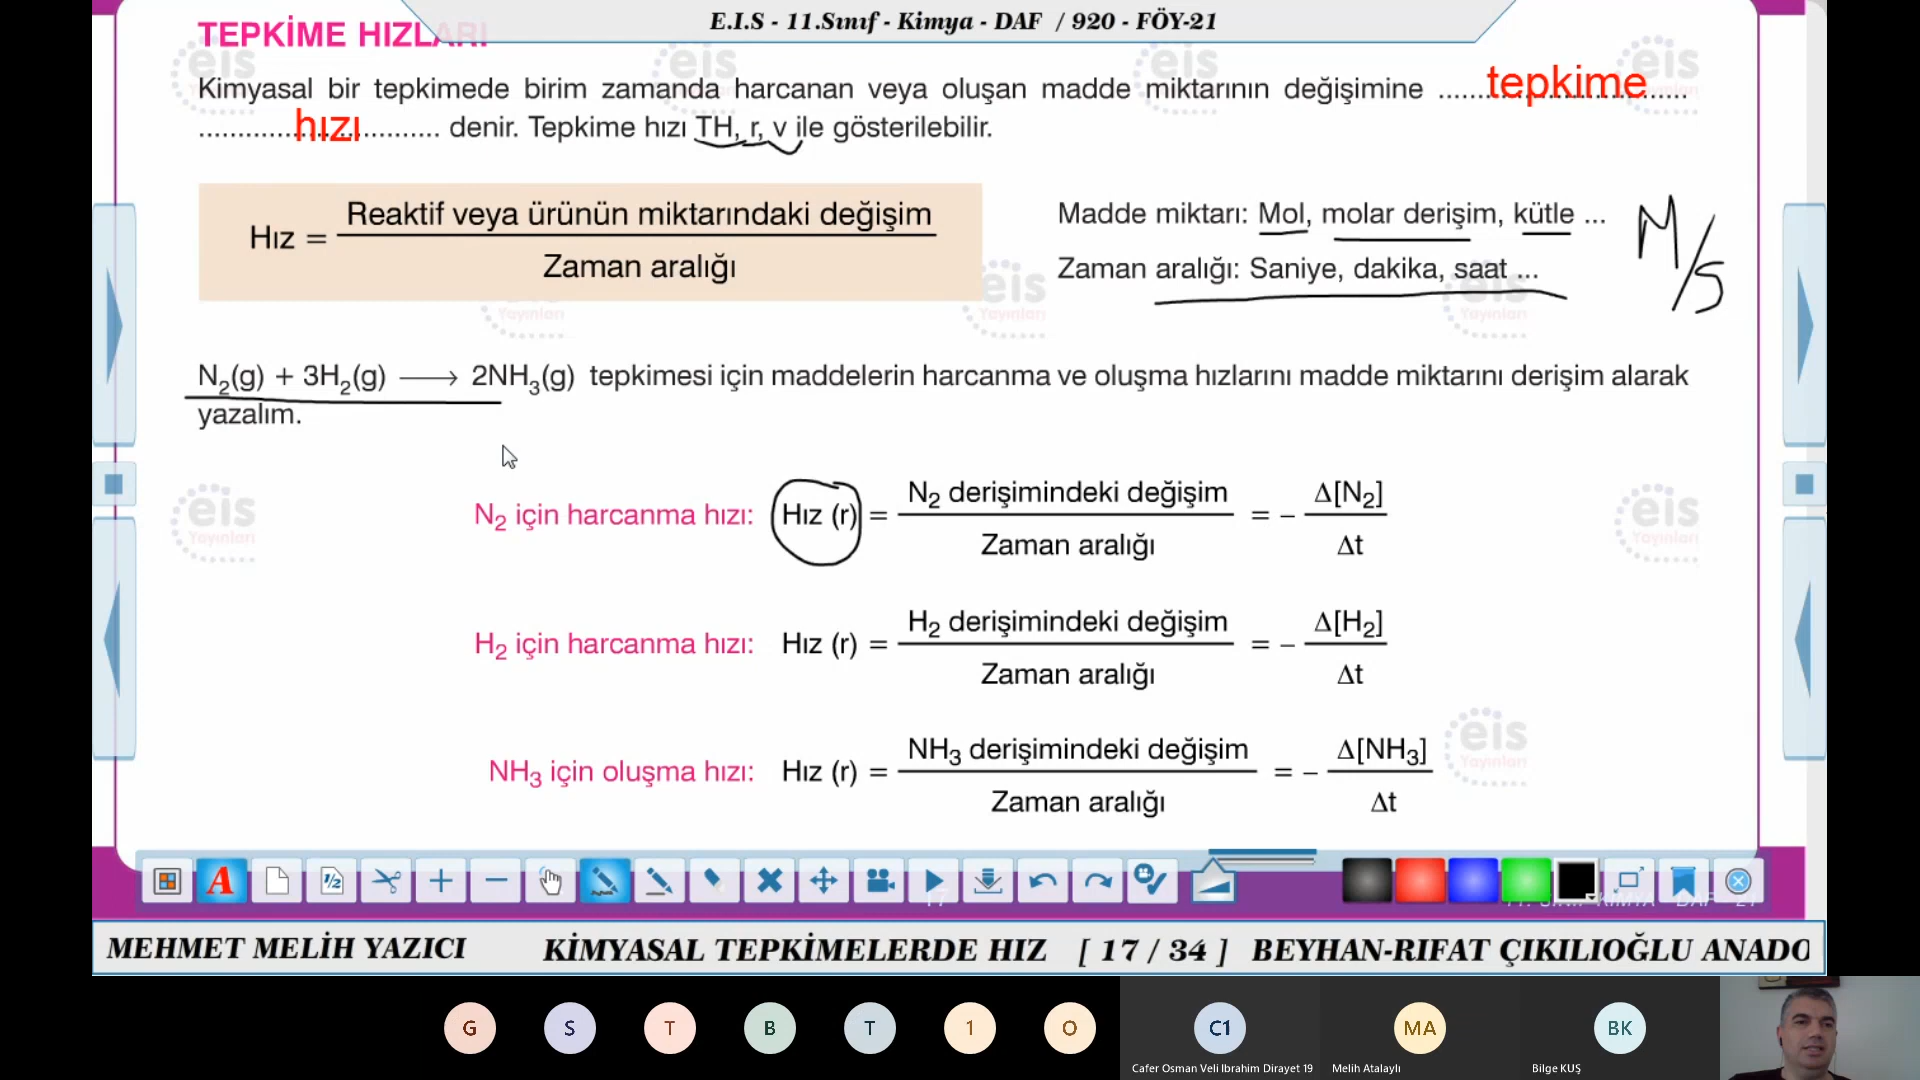 E.I.S - 11.Sınıf - Kimya - DAF / 920 - FÖY-21
TEPKİME HIZLARI
Kimyasal bir tepkimede birim zamanda harcanan veya oluşan madde miktarının değişimine ...tepkime...
...hızı... denir. Tepkime hızı TH, r, v ile gösterilebilir.
Hız = Reaktif veya ürünün miktarındaki değişim / Zaman aralığı
Madde miktarı: Mol, molar derişim, kütle ...
Zaman aralığı: Saniye, dakika, saat ...
M/s
N₂(g) + 3H₂(g) ⟶ 2NH₃(g) tepkimesi için maddelerin harcanma ve oluşma hızlarını madde miktarını derişim alarak
yazalım.
N₂ için harcanma hızı: Hız (r) = N₂ derişimindeki değişim / Zaman aralığı = – Δ[N₂] / Δt
H₂ için harcanma hızı: Hız (r) = H₂ derişimindeki değişim / Zaman aralığı = – Δ[H₂] / Δt
NH₃ için oluşma hızı: Hız (r) = NH₃ derişimindeki değişim / Zaman aralığı = – Δ[NH₃] / Δt
eis Yayınları
A
1/2
17
MEHMET MELİH YAZICI KİMYASAL TEPKİMELERDE HIZ [ 17 / 34 ] BEYHAN-RIFAT ÇIKILIOĞLU ANADO
G S T B T 1 O C1 MA BK
Cafer Osman Veli Ibrahim Dirayet 19 Melih Atalaylı Bilge KUŞ